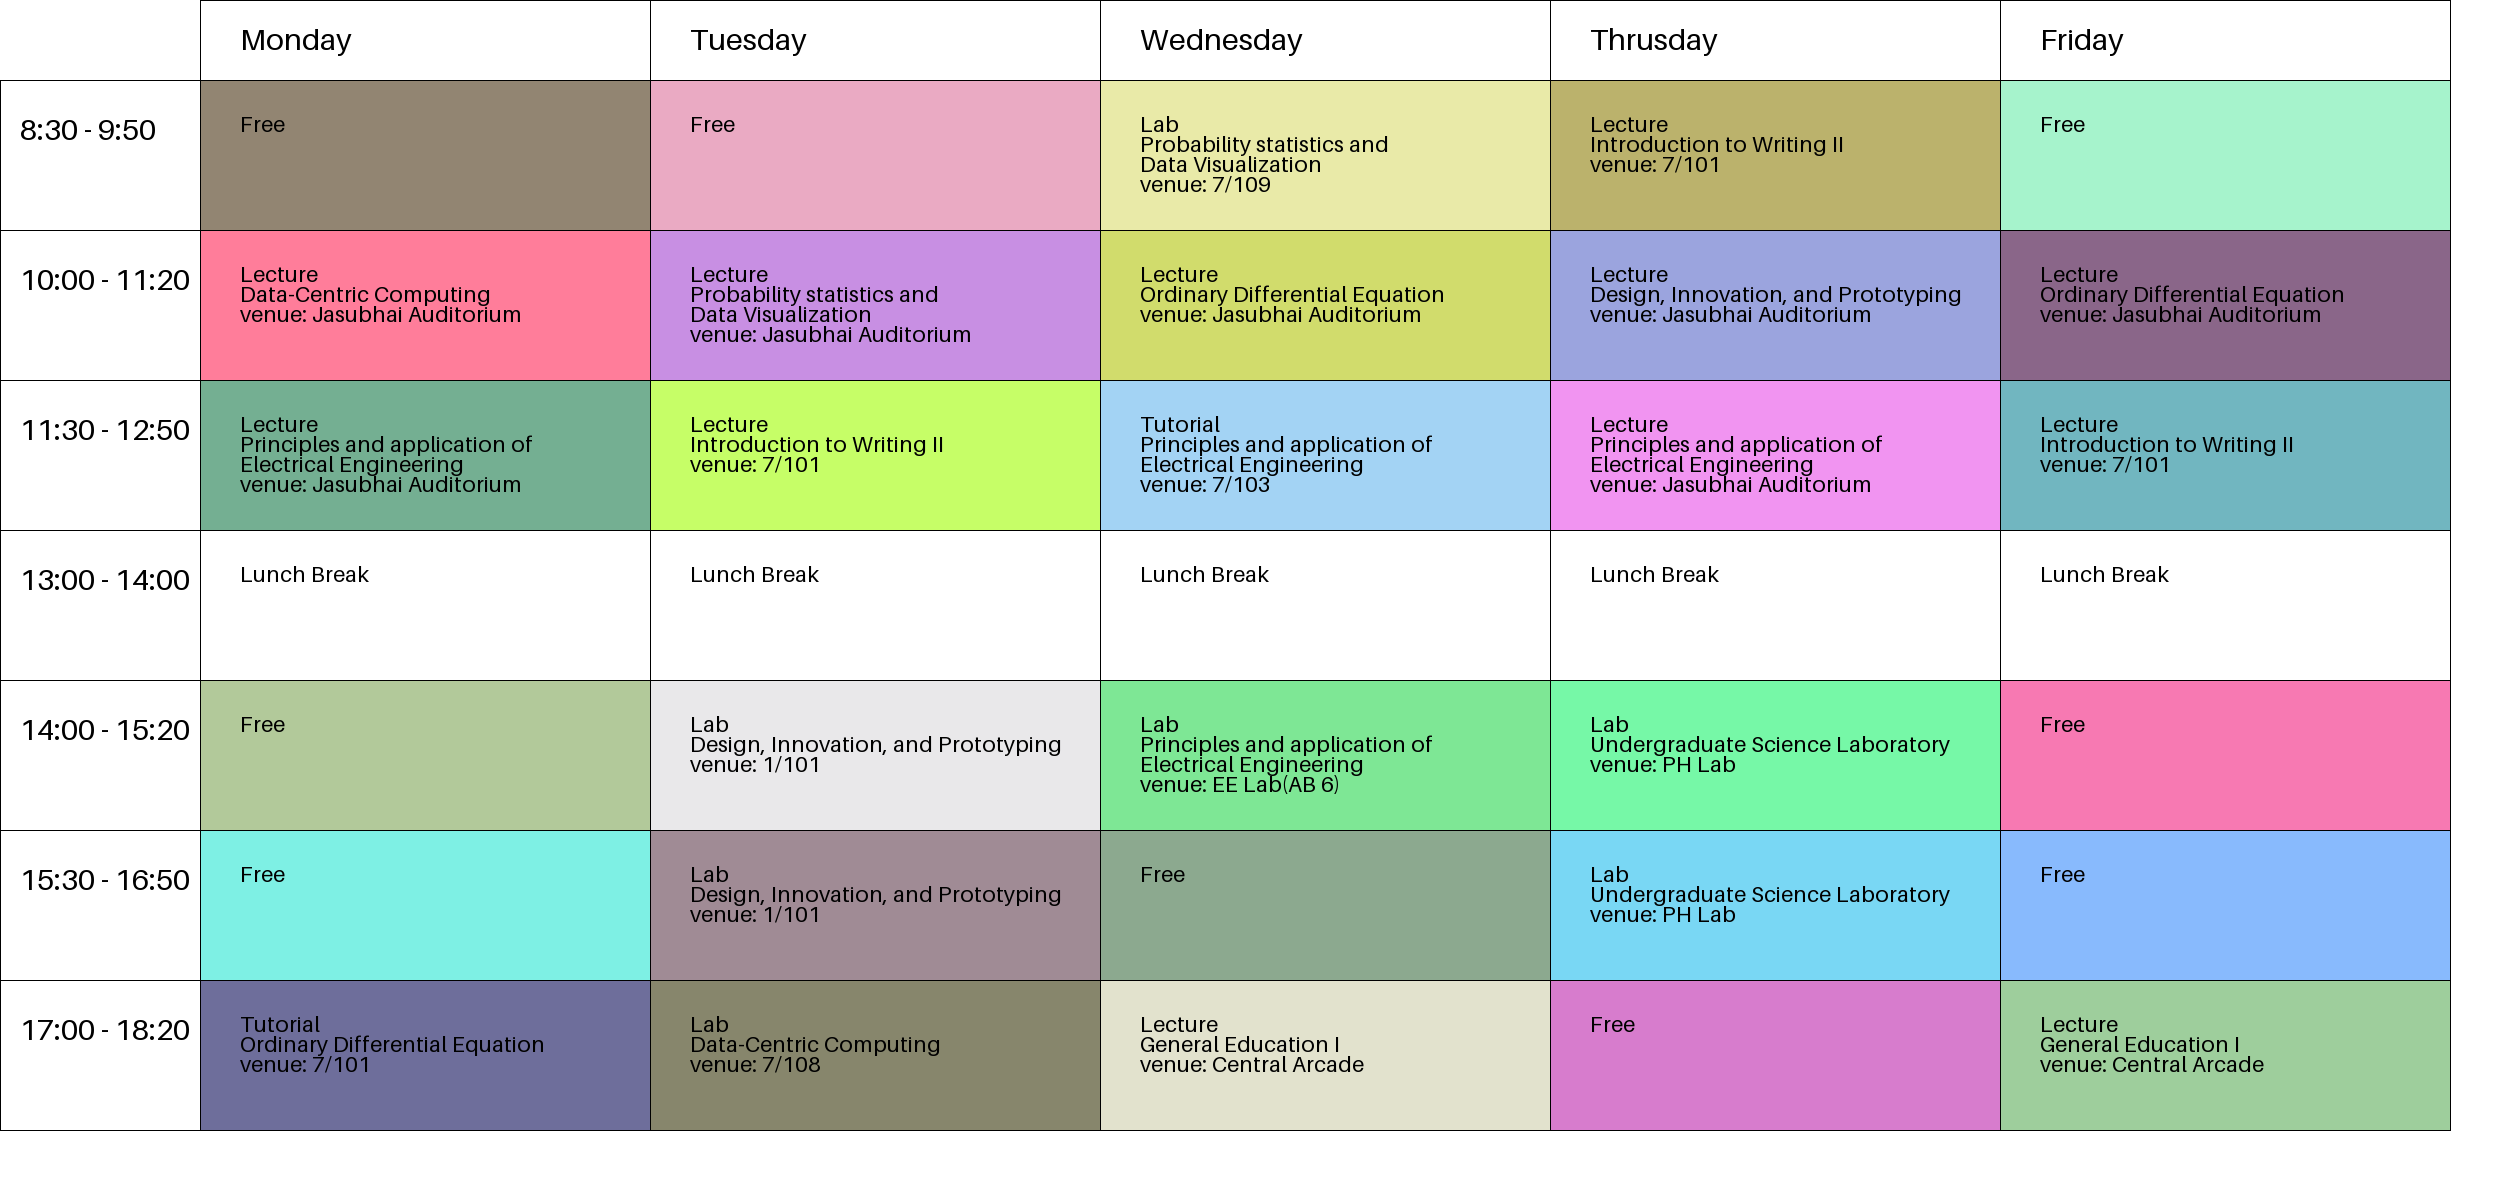 Monday
Tuesday
Wednesday
Thrusday
Friday
8:30 - 9:50
Free
Free
Lab
Probability statistics and
Data Visualization
venue: 7/109
Lecture
Introduction to Writing II
venue: 7/101
Free
10:00 - 11:20
Lecture
Data-Centric Computing
venue: Jasubhai Auditorium
Lecture
Probability statistics and
Data Visualization
venue: Jasubhai Auditorium
Lecture
Ordinary Differential Equation
venue: Jasubhai Auditorium
Lecture
Design, Innovation, and Prototyping
venue: Jasubhai Auditorium
Lecture
Ordinary Differential Equation
venue: Jasubhai Auditorium
11:30 - 12:50
Lecture
Principles and application of
Electrical Engineering
venue: Jasubhai Auditorium
Lecture
Introduction to Writing II
venue: 7/101
Tutorial
Principles and application of
Electrical Engineering
venue: 7/103
Lecture
Principles and application of
Electrical Engineering
venue: Jasubhai Auditorium
Lecture
Introduction to Writing II
venue: 7/101
13:00 - 14:00
Lunch Break
Lunch Break
Lunch Break
Lunch Break
Lunch Break
14:00 - 15:20
Free
Lab
Design, Innovation, and Prototyping
venue: 1/101
Lab
Principles and application of
Electrical Engineering
venue: EE Lab(AB 6)
Lab
Undergraduate Science Laboratory
venue: PH Lab
Free
15:30 - 16:50
Free
Lab
Design, Innovation, and Prototyping
venue: 1/101
Free
Lab
Undergraduate Science Laboratory
venue: PH Lab
Free
17:00 - 18:20
Tutorial
Ordinary Differential Equation
venue: 7/101
Lab
Data-Centric Computing
venue: 7/108
Lecture
General Education I
venue: Central Arcade
Free
Lecture
General Education I
venue: Central Arcade